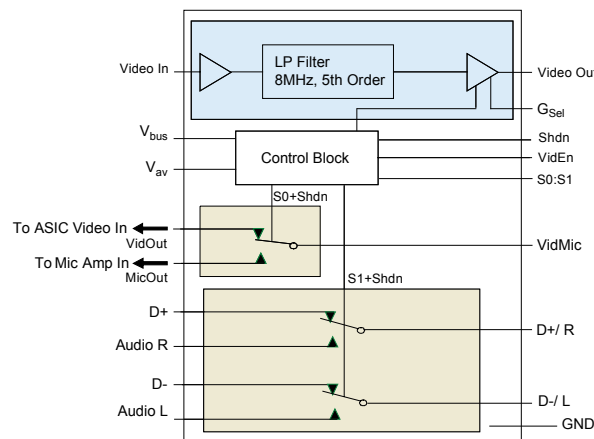 Video In
LP Filter
8MHz, 5th Order
Video Out
GSel
Vbus
Vav
Control Block
Shdn
VidEn
S0:S1
S0+Shdn
To ASIC Video In
VidOut
To Mic Amp In
MicOut
VidMic
S1+Shdn
D+
Audio R
D+/ R
D-
Audio L
D-/ L
GND